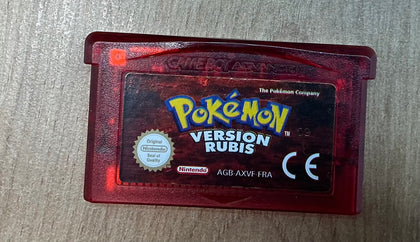 GAME BOY ADVANCE
The Pokémon Company
POKéMON
TM
VERSION
RUBIS
Original
Nintendo
Seal of
Quality
Nintendo
AGB-AXVF-FRA
CE